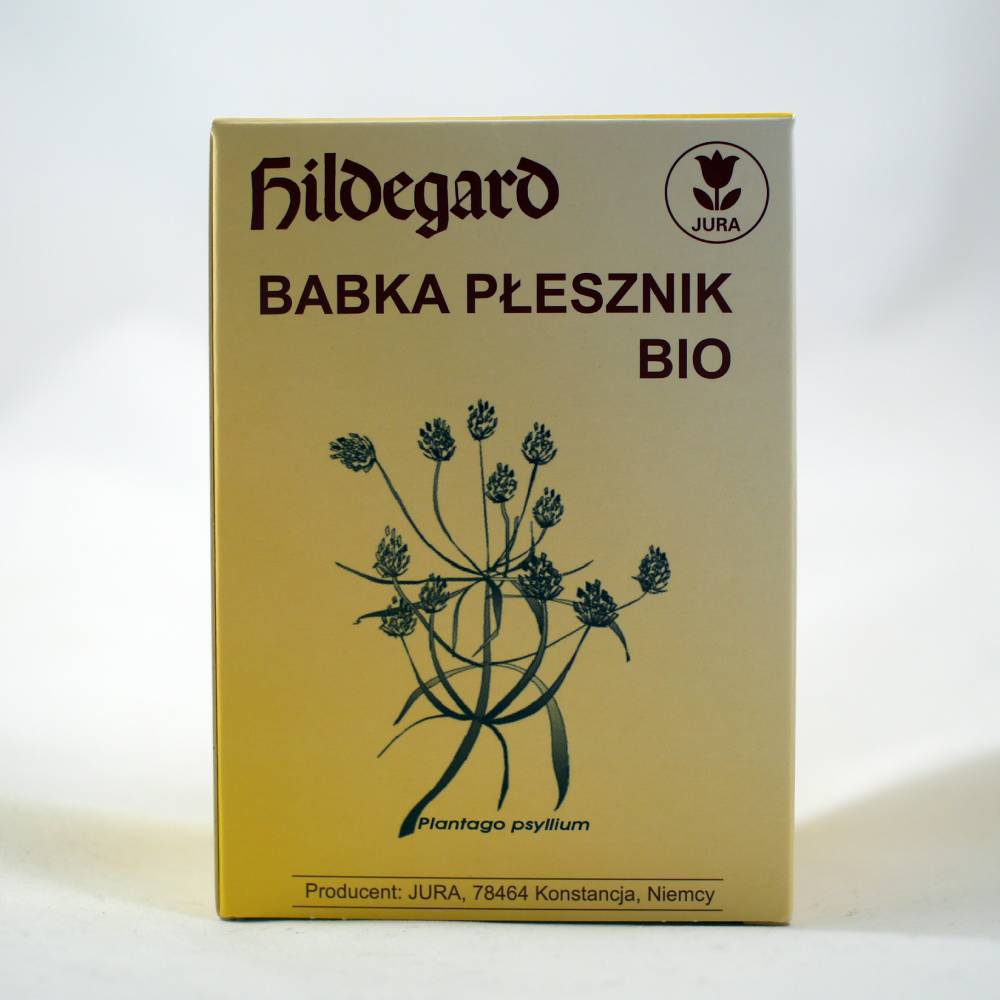 Hildegard
JURA
BABKA PŁESZNIK
BIO
Plantago psyllium
Producent: JURA, 78464 Konstancja, Niemcy